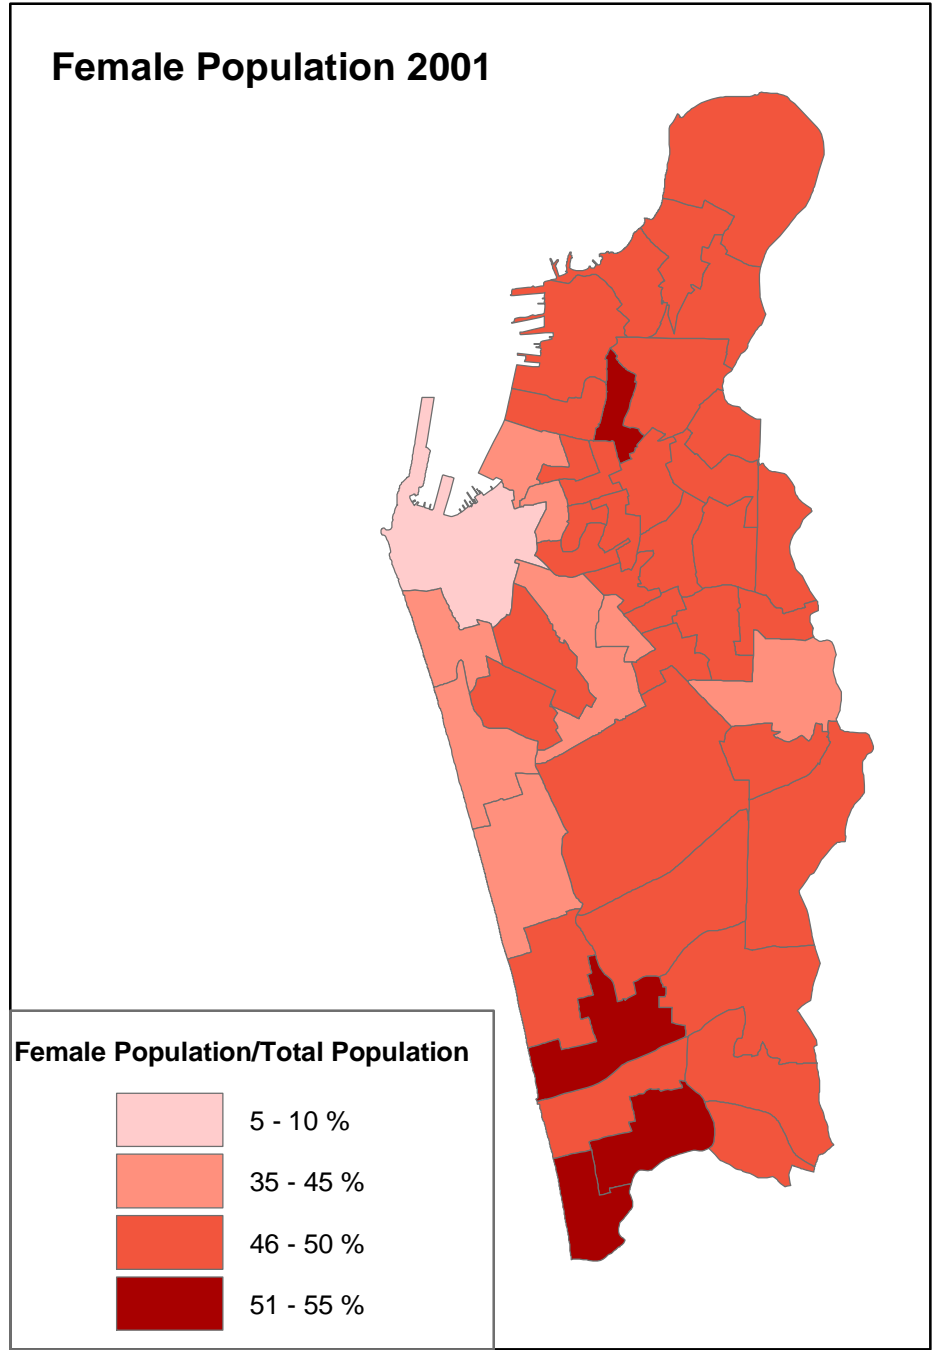 Female Population 2001
Female Population/Total Population
5 - 10 %
35 - 45 %
46 - 50 %
51 - 55 %